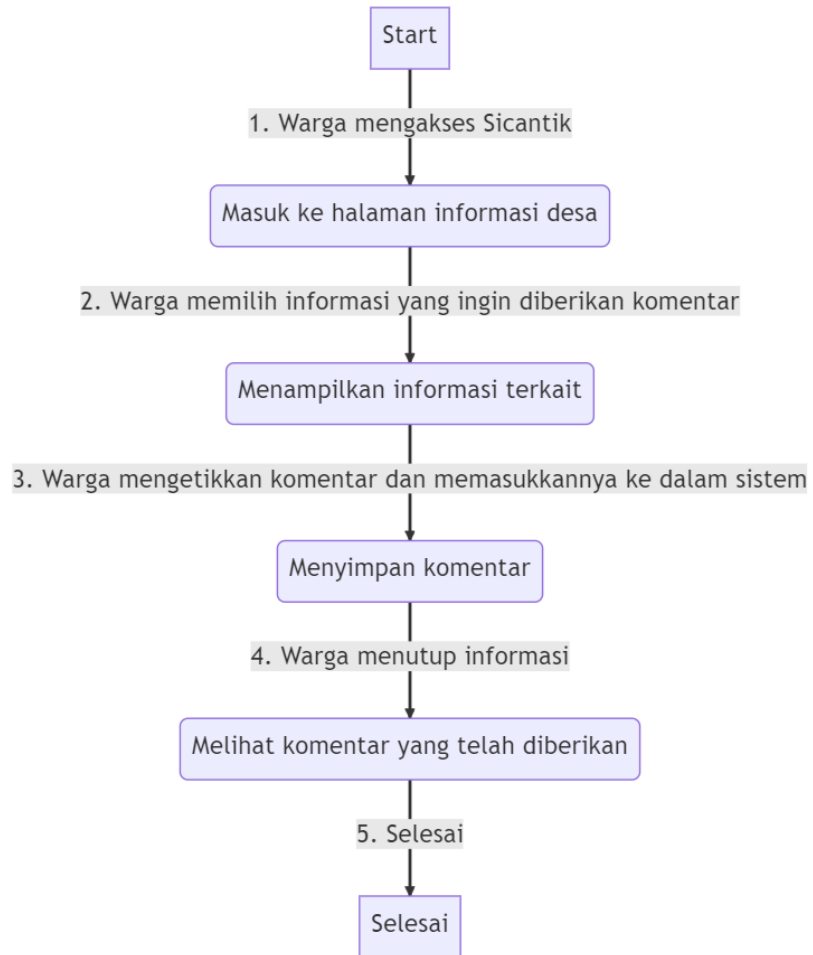 Start
1. Warga mengakses Sicantik
Masuk ke halaman informasi desa
2. Warga memilih informasi yang ingin diberikan komentar
Menampilkan informasi terkait
3. Warga mengetikkan komentar dan memasukkannya ke dalam sistem
Menyimpan komentar
4. Warga menutup informasi
Melihat komentar yang telah diberikan
5. Selesai
Selesai